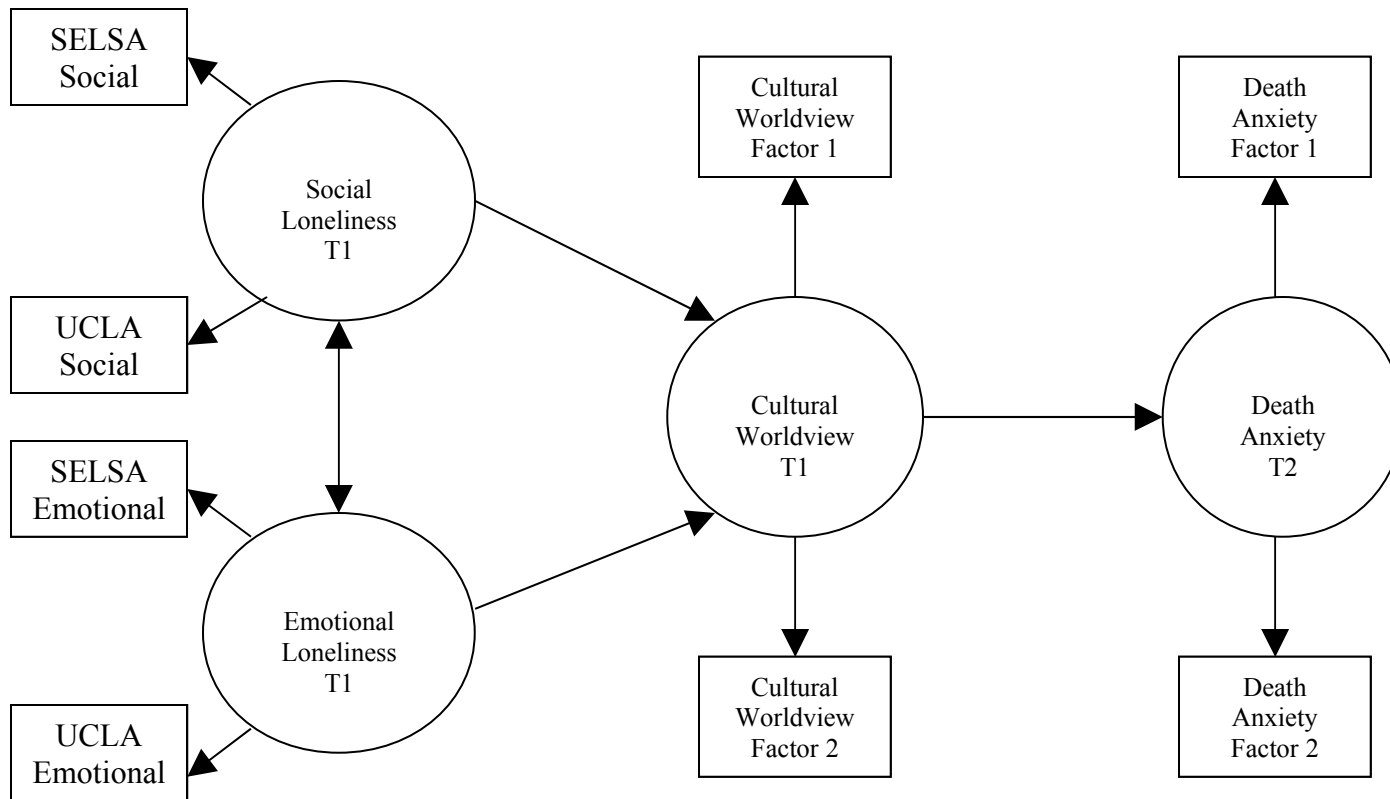 SELSA
Social
Social
Loneliness
T1
UCLA
Social
SELSA
Emotional
Emotional
Loneliness
T1
UCLA
Emotional
Cultural
Worldview
Factor 1
Cultural
Worldview
T1
Cultural
Worldview
Factor 2
Death
Anxiety
Factor 1
Death
Anxiety
T2
Death
Anxiety
Factor 2